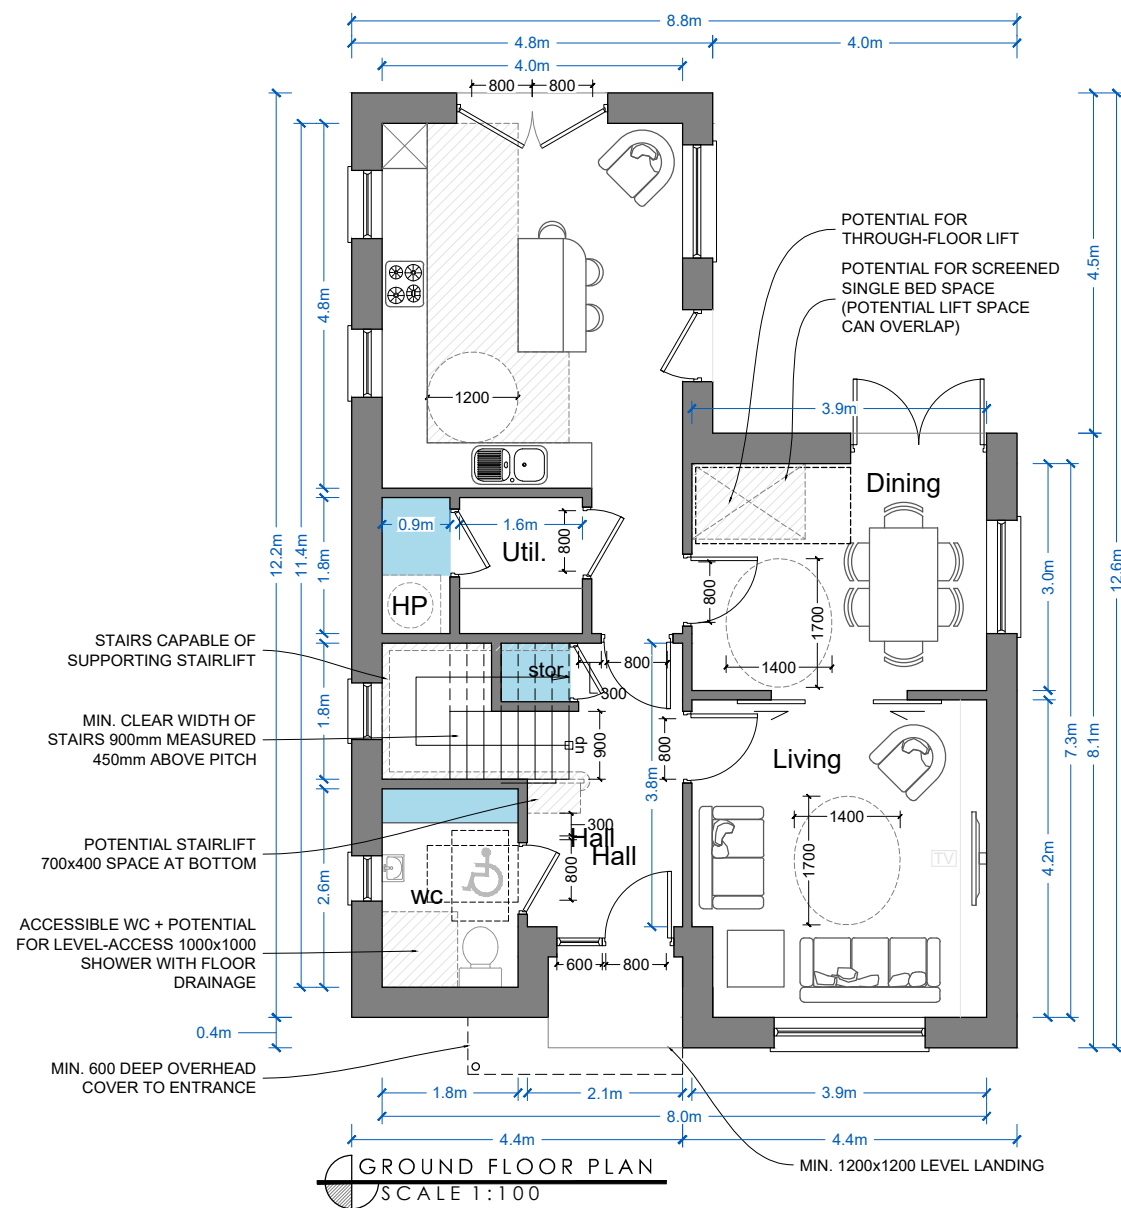 8.8m
4.8m
4.0m
4.0m
800
800
POTENTIAL FOR
THROUGH-FLOOR LIFT
POTENTIAL FOR SCREENED
SINGLE BED SPACE
(POTENTIAL LIFT SPACE
CAN OVERLAP)
4.8m
4.5m
1200
3.9m
Dining
12.2m
11.4m
1.8m
0.9m
1.6m
Util.
800
HP
800
1700
1400
3.0m
12.6m
STAIRS CAPABLE OF
SUPPORTING STAIRLIFT
stor
800
300
MIN. CLEAR WIDTH OF
STAIRS 900mm MEASURED
450mm ABOVE PITCH
1.8m
up
900
800
3.8m
Living
7.3m
8.1m
POTENTIAL STAIRLIFT
700x400 SPACE AT BOTTOM
300
Hall
Hall
800
1400
1700
TV
4.2m
2.6m
wc
ACCESSIBLE WC + POTENTIAL
FOR LEVEL-ACCESS 1000x1000
SHOWER WITH FLOOR
DRAINAGE
600
800
0.4m
MIN. 600 DEEP OVERHEAD
COVER TO ENTRANCE
1.8m
2.1m
3.9m
8.0m
4.4m
4.4m
MIN. 1200x1200 LEVEL LANDING
GROUND FLOOR PLAN
SCALE 1:100